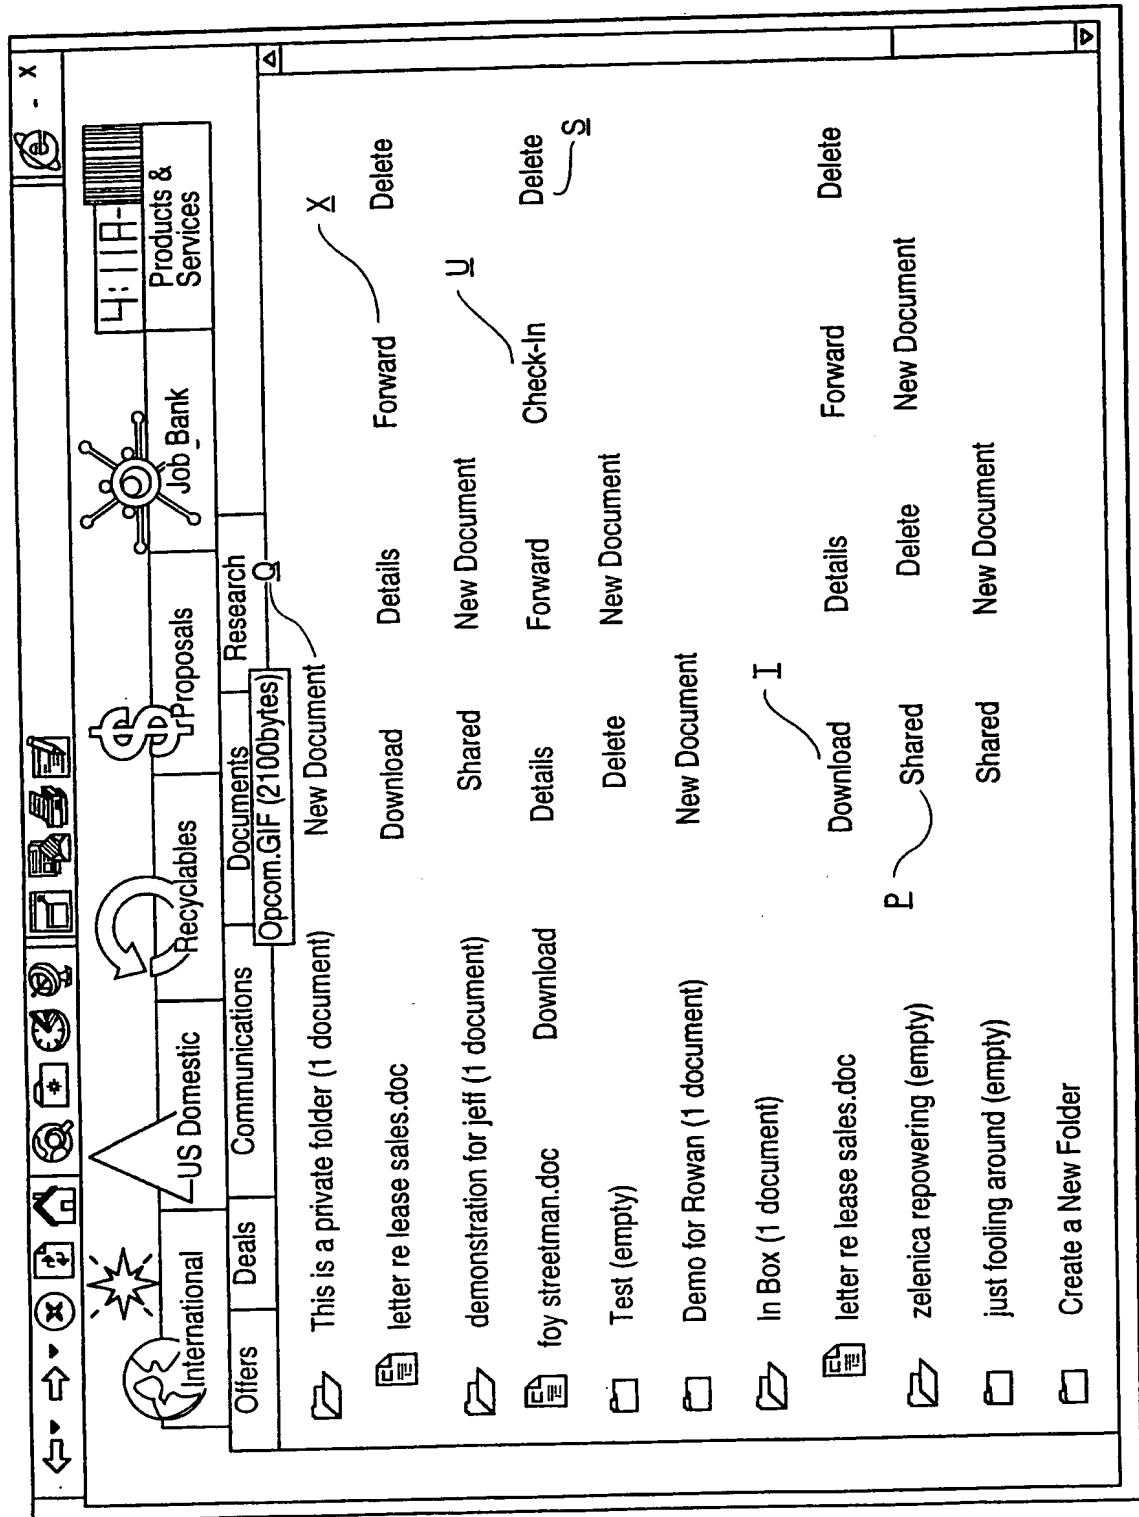 - X
4:11A-
International US Domestic Recyclables Proposals Job Bank Products &
Services
Offers Deals Communications Documents Research
Opcom.GIF (2100bytes) Q
This is a private folder (1 document) New Document X
letter re lease sales.doc Download Details Forward Delete
U
demonstration for jeff (1 document) Shared New Document
foy streetman.doc Download Details Forward Check-In Delete
S
Test (empty) Delete New Document
Demo for Rowan (1 document) New Document
In Box (1 document) I
letter re lease sales.doc Download Details Forward Delete
P
zelenica repowering (empty) Shared Delete New Document
just fooling around (empty) Shared New Document
Create a New Folder